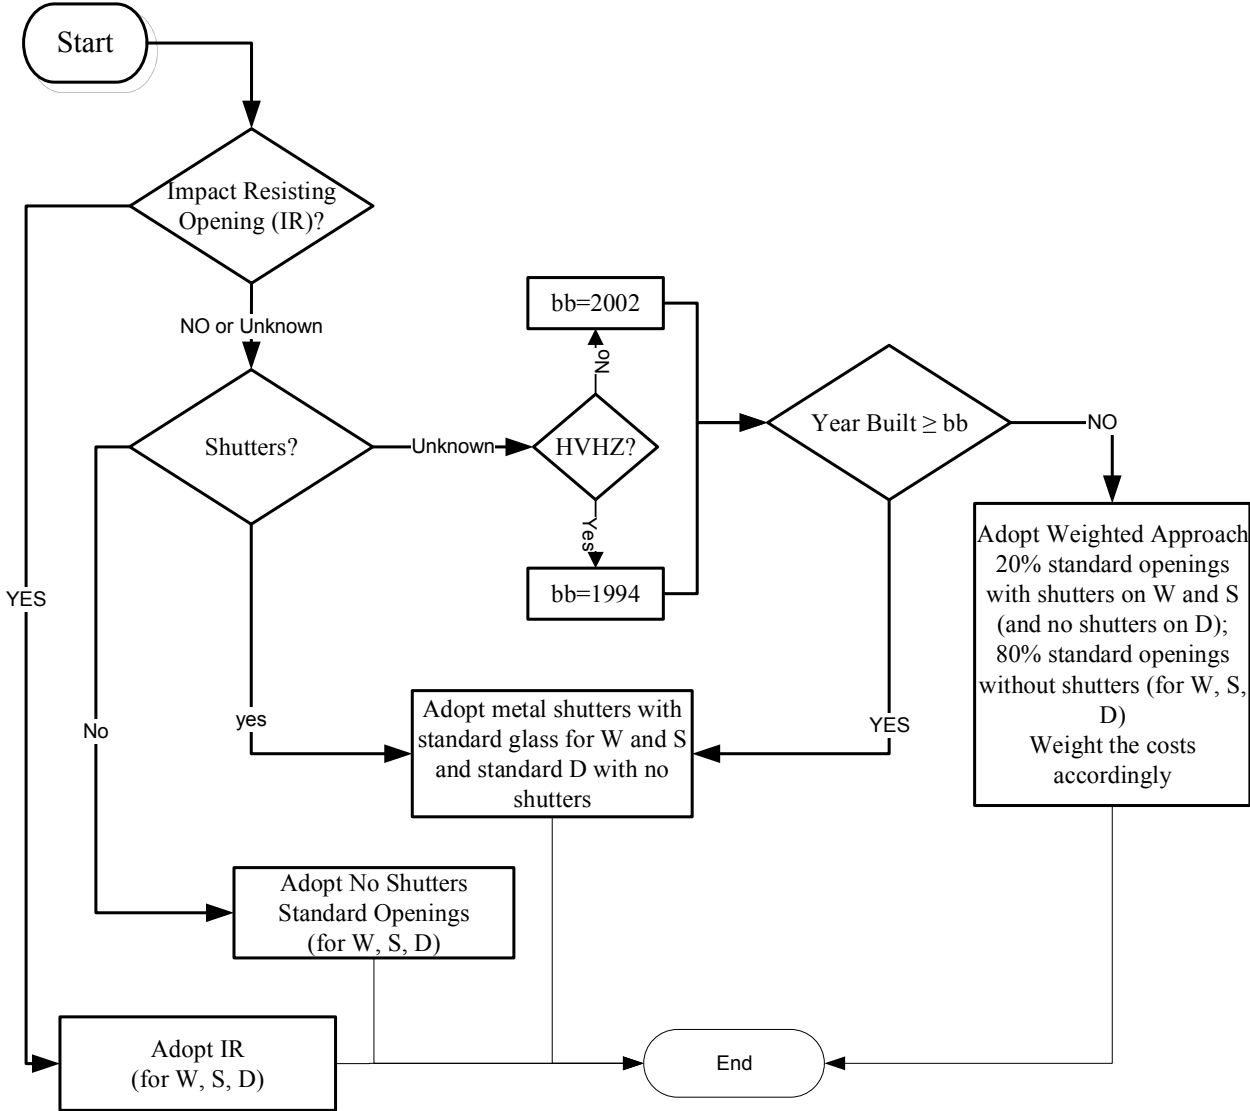 Start
Impact Resisting
Opening (IR)?
NO or Unknown
bb=2002
No
Shutters?
Unknown
HVHZ?
Year Built ≥ bb
NO
Yes
bb=1994
YES
Adopt Weighted Approach
20% standard openings
with shutters on W and S
(and no shutters on D);
80% standard openings
without shutters (for W, S,
D)
Weight the costs
accordingly
No
yes
Adopt metal shutters with
standard glass for W and S
and standard D with no
shutters
YES
Adopt No Shutters
Standard Openings
(for W, S, D)
Adopt IR
(for W, S, D)
End